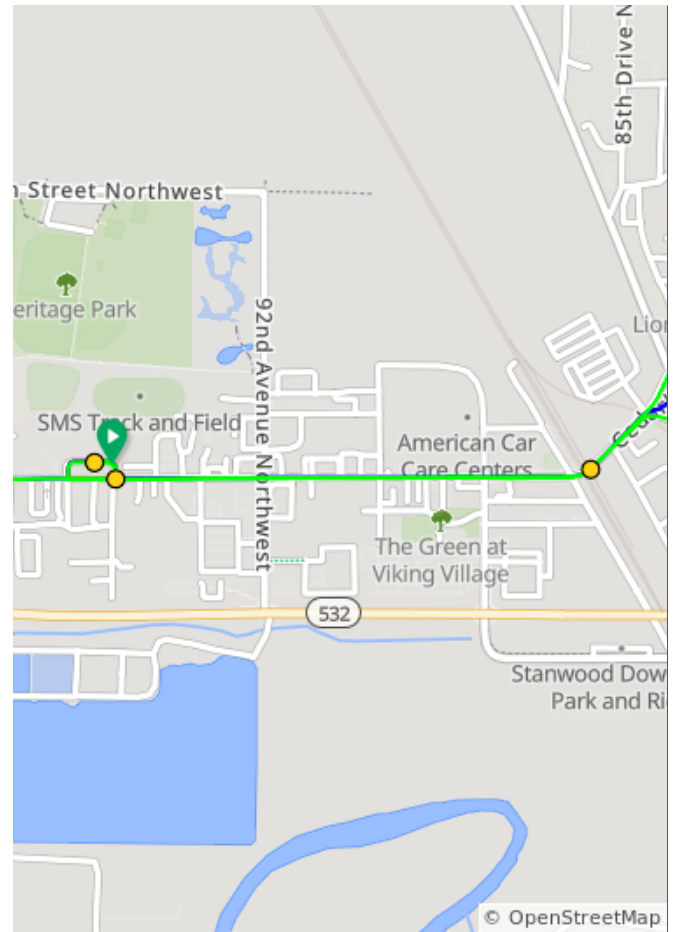 85th Drive N
n Street Northwest
eritage Park
92nd Avenue Northwest
Lion
SMS Track and Field
American Car
Care Centers
Cedar
The Green at
Viking Village
532
Stanwood Dow
Park and Ri
© OpenStreetMap